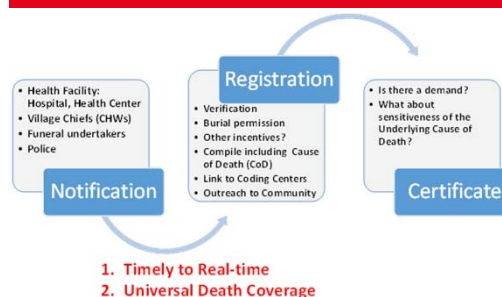 • Health Facility:
Hospital, Health Center
• Village Chiefs (CHWs)
• Funeral undertakers
• Police
Notification
Registration
• Verification
• Burial permission
• Other incentives?
• Compile including Cause
of Death (CoD)
• Link to Coding Centers
• Outreach to Community
• Is there a demand?
• What about
sensitiveness of the
Underlying Cause of
Death?
Certificate
1. Timely to Real-time
2. Universal Death Coverage